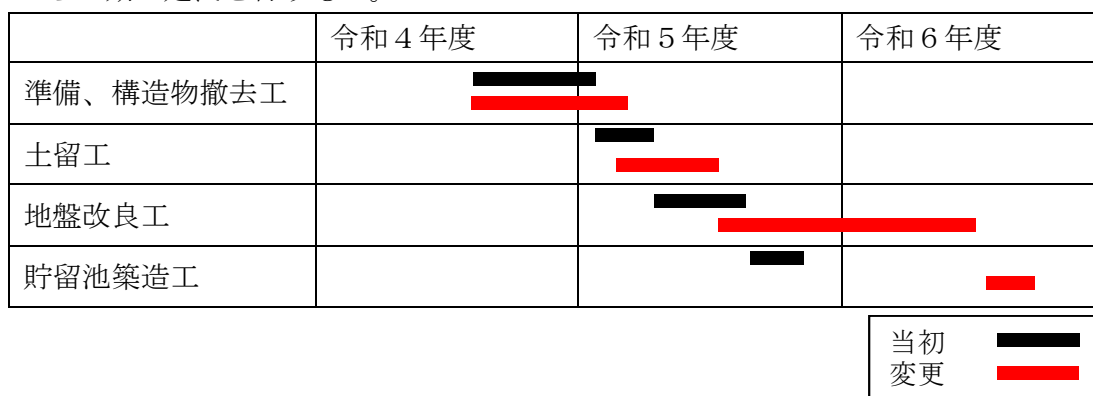 令和４年度 令和５年度 令和６年度
準備、構造物撤去工
土留工
地盤改良工
貯留池築造工
当初
変更